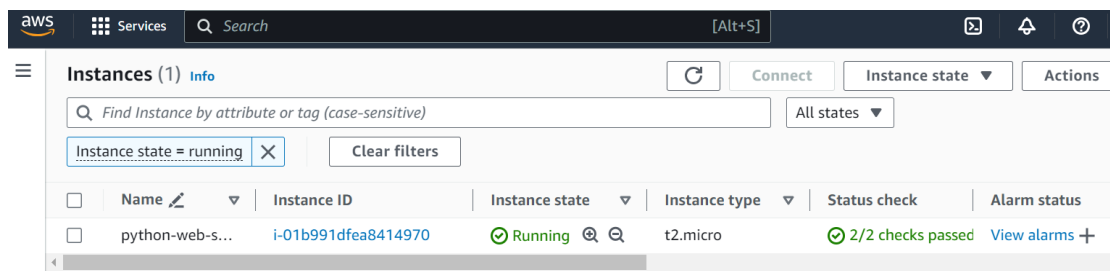 aws Services Search [Alt+S]
Instances (1) Info Connect Instance state Actions
Find Instance by attribute or tag (case-sensitive) All states
Instance state = running Clear filters
Name Instance ID Instance state Instance type Status check Alarm status
python-web-s... i-01b991dfea8414970 Running t2.micro 2/2 checks passed View alarms +